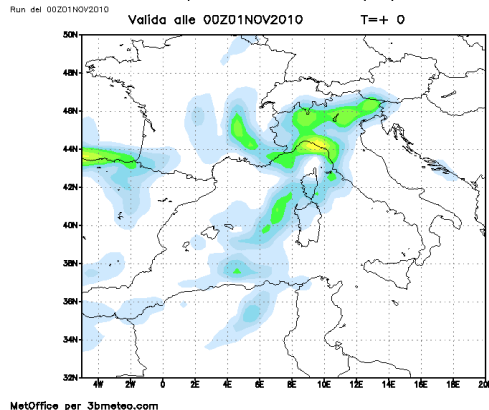 Run del 00Z01NOV2010
Valida alle 00Z01NOV2010 T=+ 0
50N
48N
46N
44N
42N
40N
38N
36N
34N
32N
4W 2W 0 2E 4E 6E 8E 10E 12E 14E 16E 18E 20
MetOffice per 3bmeteo.com